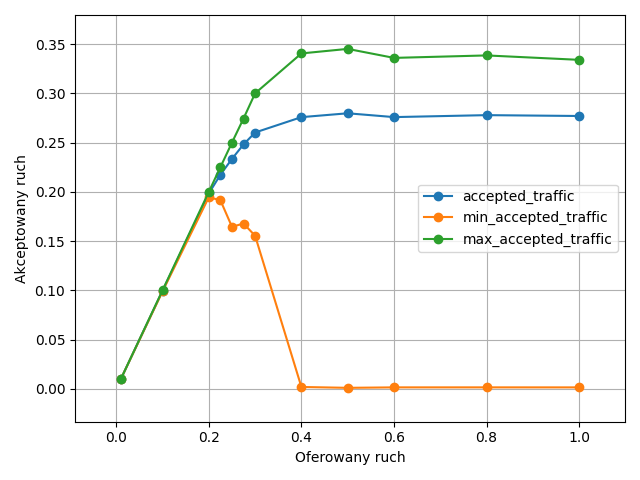 0.35
0.30
0.25
0.20
0.15
0.10
0.05
0.00
Akceptowany ruch
accepted_traffic
min_accepted_traffic
max_accepted_traffic
0.0 0.2 0.4 0.6 0.8 1.0
Oferowany ruch